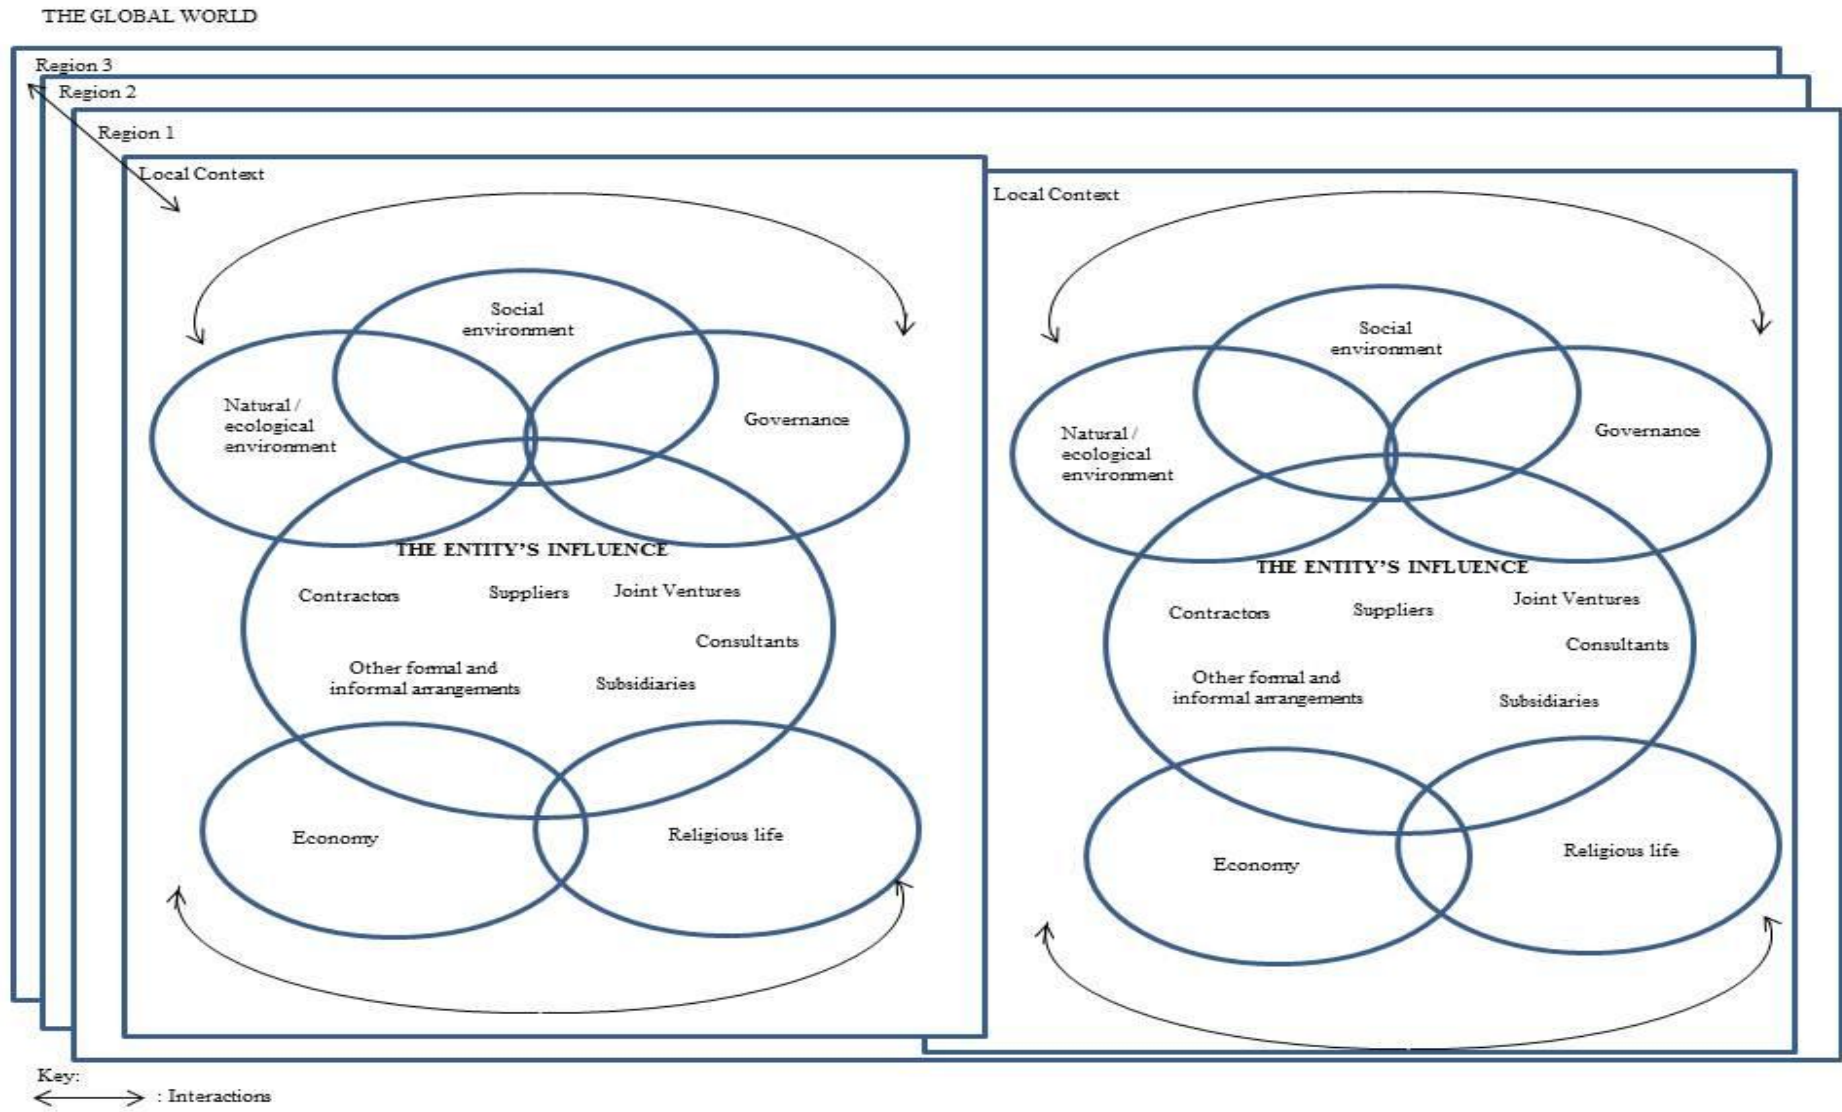 THE GLOBAL WORLD
Region 3
Region 2
Region 1
Local Context
Social
environment
Natural /
ecological
environment
Governance
THE ENTITY'S INFLUENCE
Contractors
Suppliers
Joint Ventures
Consultants
Other formal and
informal arrangements
Subsidiaries
Economy
Religious life
Local Context
Social
environment
Natural /
ecological
environment
Governance
THE ENTITY'S INFLUENCE
Contractors
Suppliers
Joint Ventures
Consultants
Other formal and
informal arrangements
Subsidiaries
Economy
Religious life
Key:
: Interactions